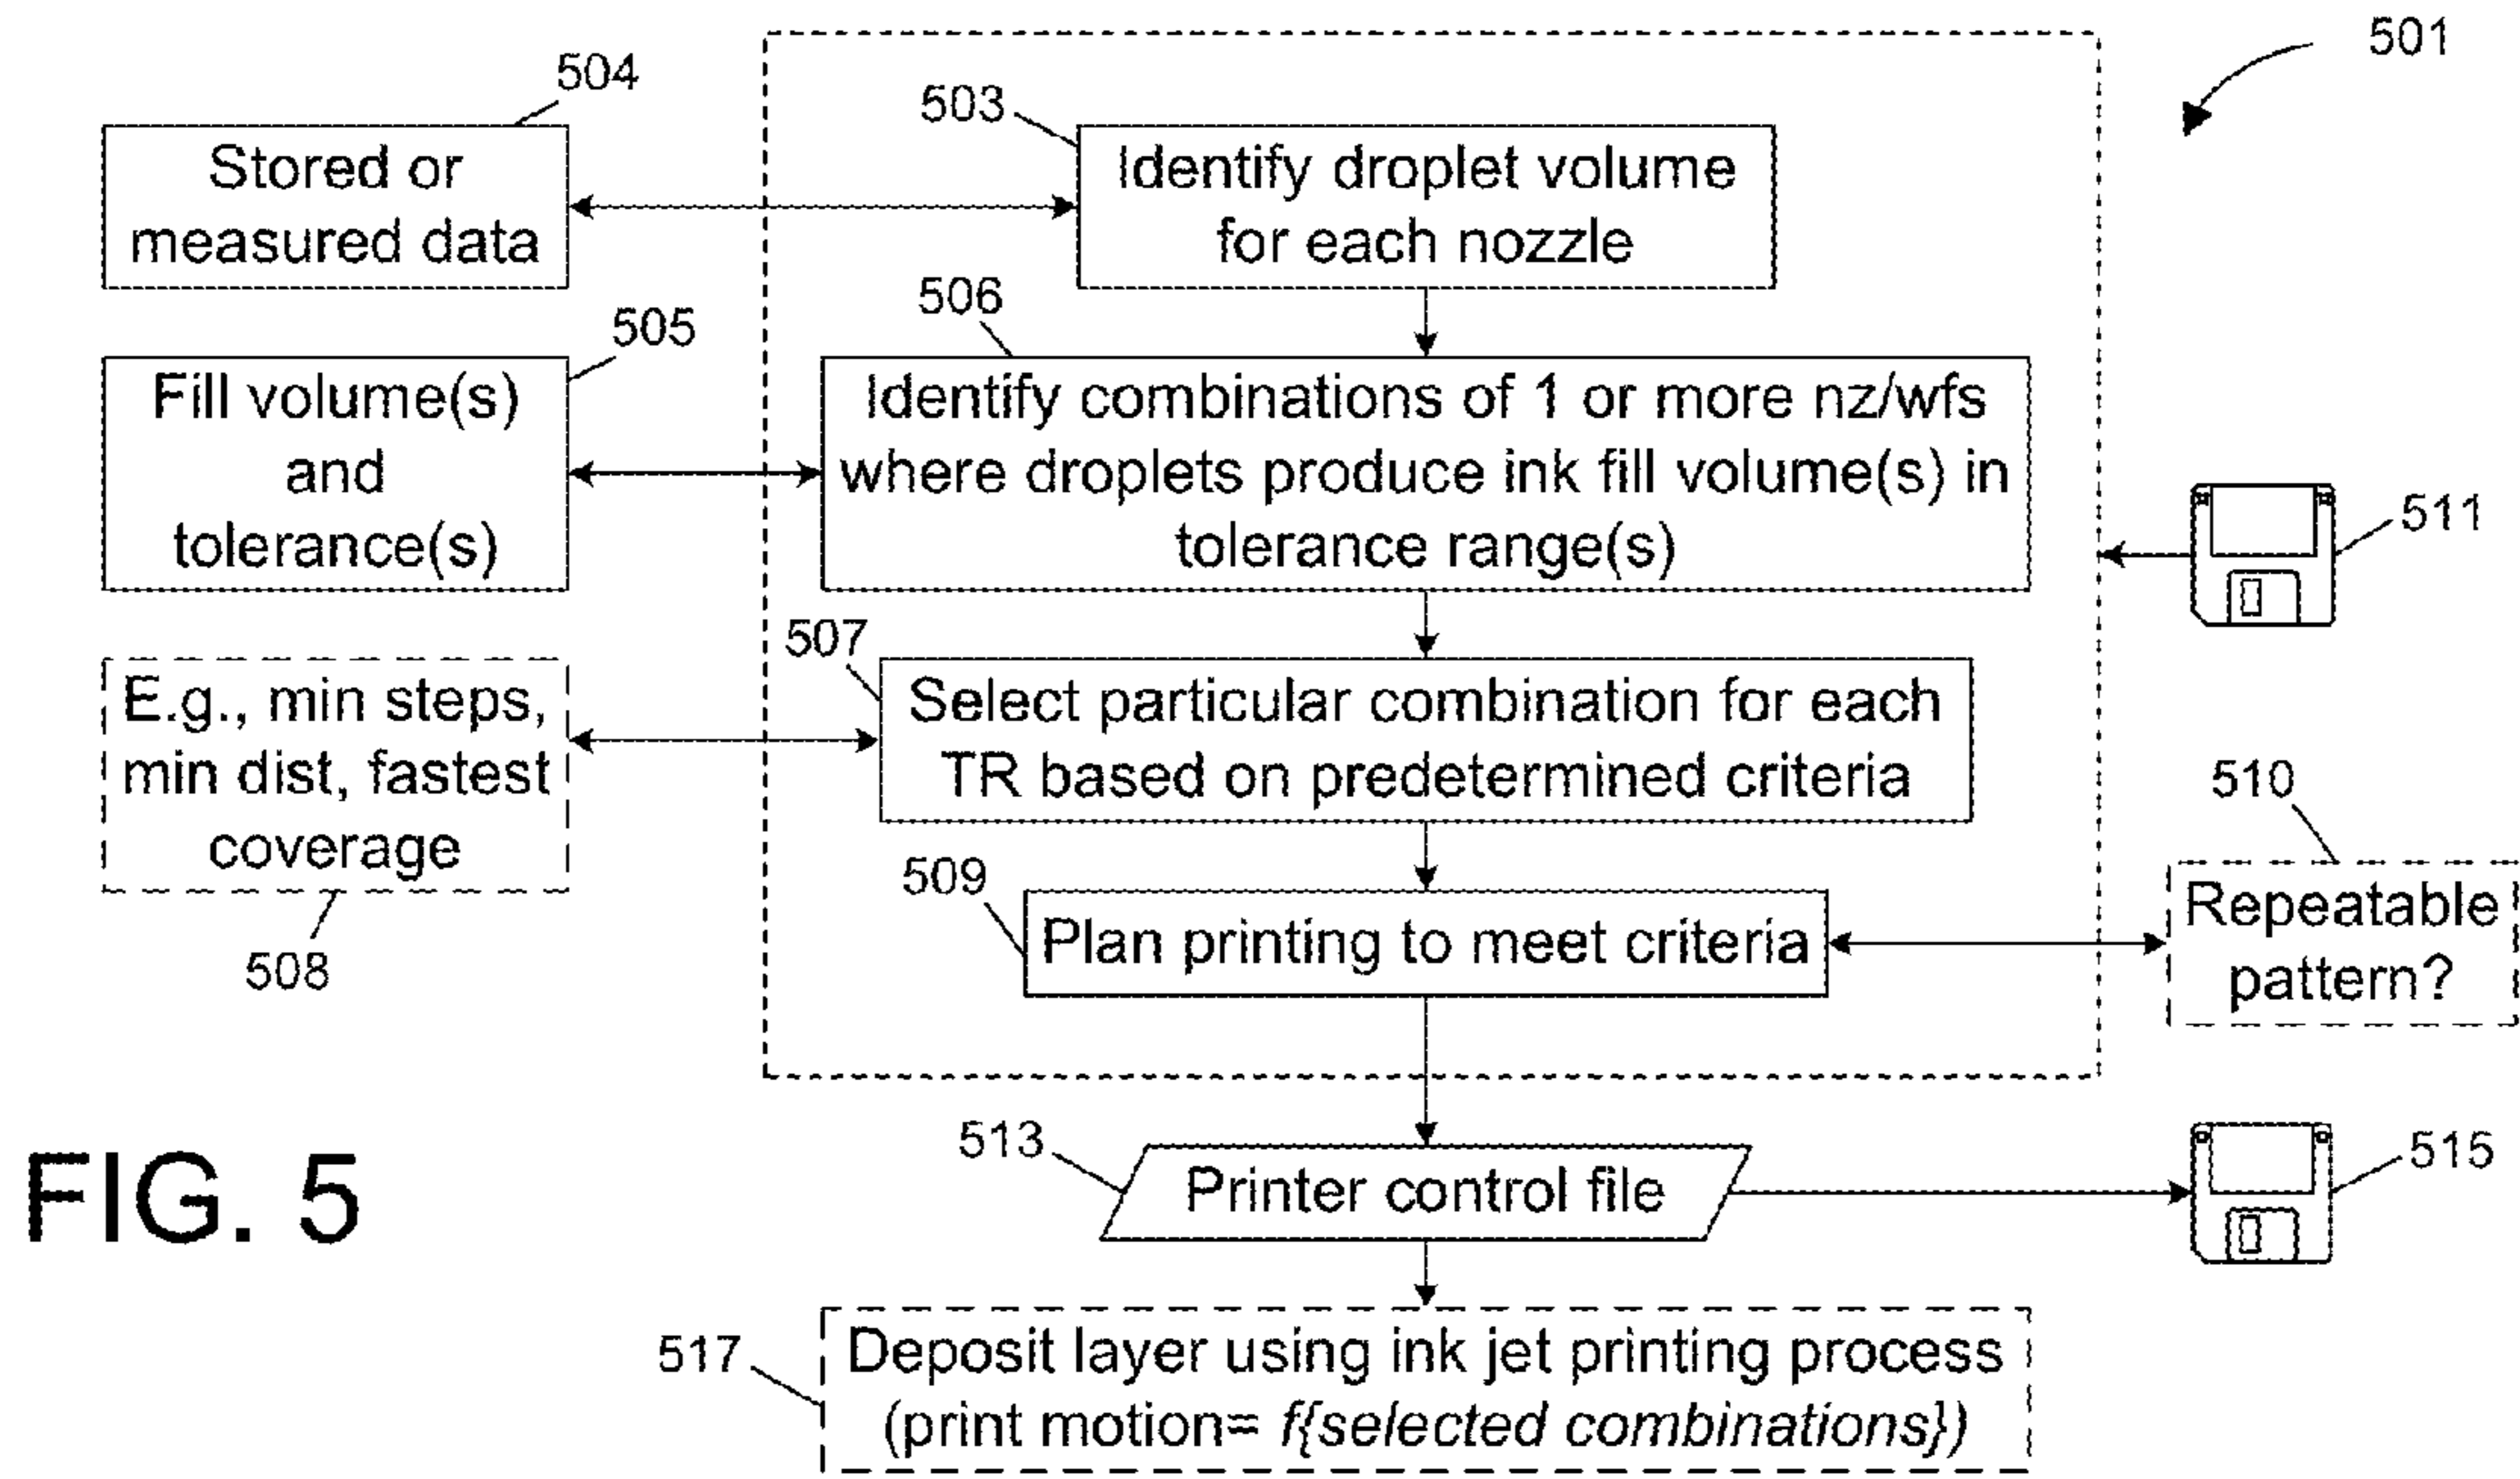 501
504
503
Stored or
measured data
Identify droplet volume
for each nozzle
506
505
Fill volume(s)
and
tolerance(s)
Identify combinations of 1 or more nz/wfs
where droplets produce ink fill volume(s) in
tolerance range(s)
511
507
E.g., min steps,
min dist, fastest
coverage
508
Select particular combination for each
TR based on predetermined criteria
510
509
Plan printing to meet criteria
Repeatable
pattern?
513
Printer control file
515
FIG. 5
517
Deposit layer using ink jet printing process
(print motion= f{selected combinations})